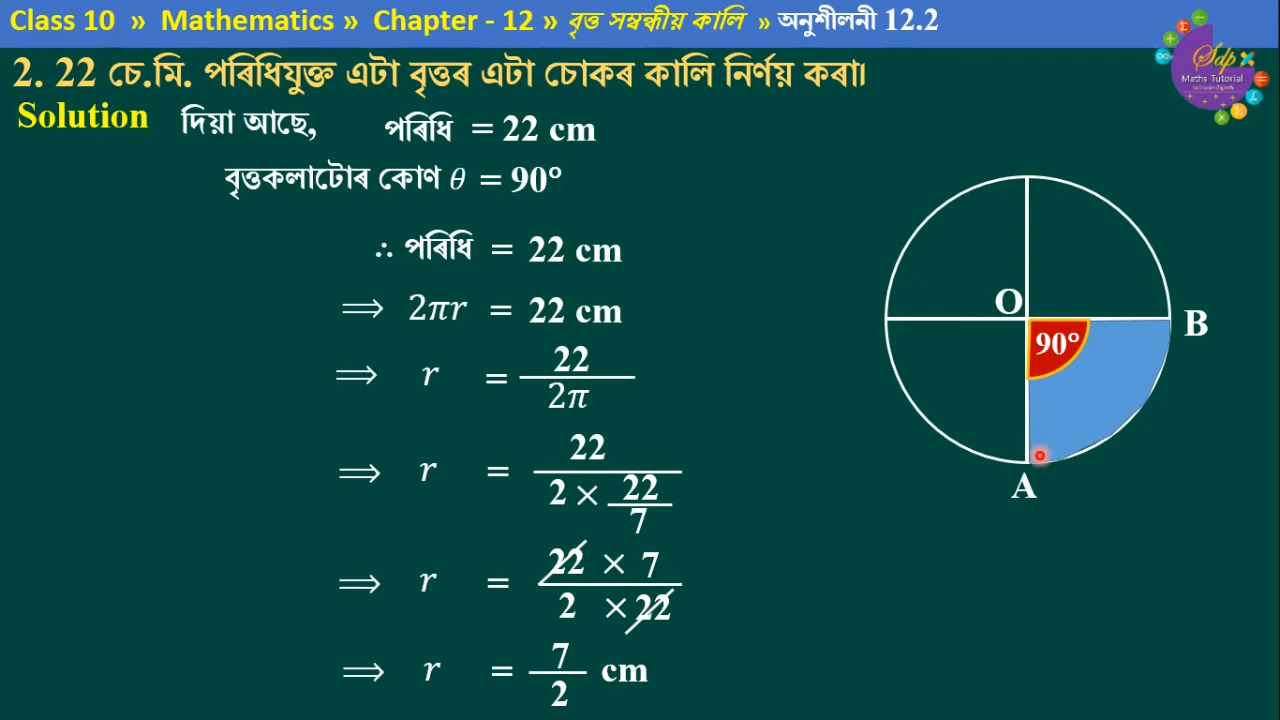 Class 10 » Mathematics » Chapter - 12 » বৃত্ত সম্বন্ধীয় কালি » অনুশীলনী 12.2
Sdp
Maths Tutorial
2. 22 চে.মি. পৰিধিযুক্ত এটা বৃত্তৰ এটা চোকৰ কালি নিৰ্ণয় কৰা৷
Solution দিয়া আছে, পৰিধি = 22 cm
বৃত্তকলাটোৰ কোণ θ = 90°
∴ পৰিধি = 22 cm
⟹ 2πr = 22 cm
⟹ r = 22 / 2π
⟹ r = 22 / (2 × 22/7)
⟹ r = 22 × 7 / 2 × 22
⟹ r = 7/2 cm
O
B
90°
A